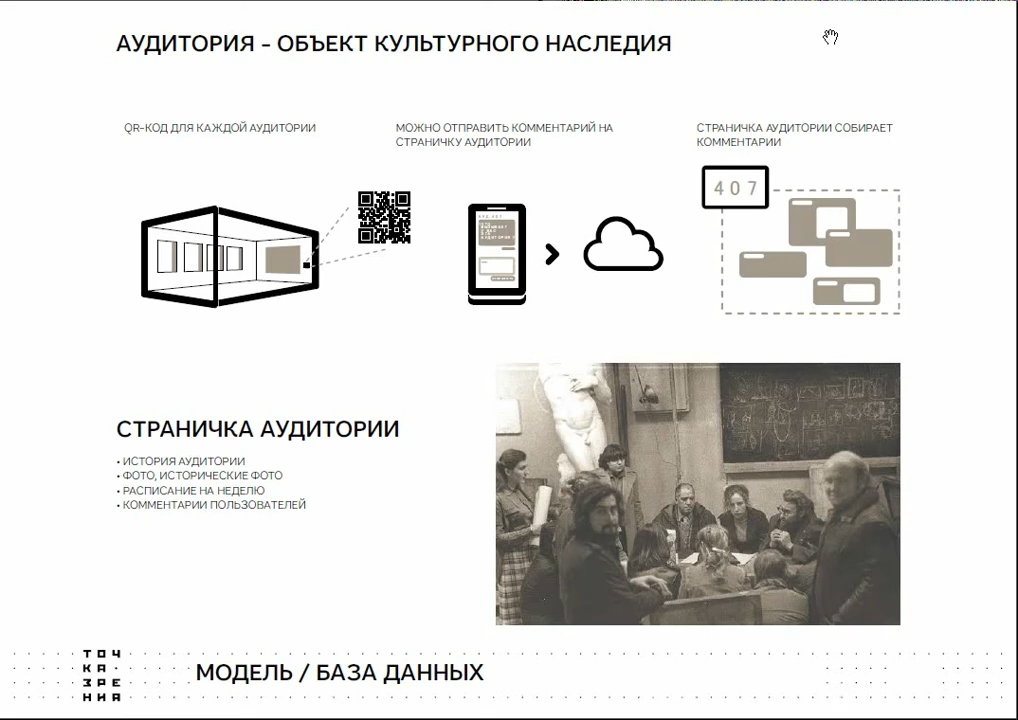 АУДИТОРИЯ - ОБЪЕКТ КУЛЬТУРНОГО НАСЛЕДИЯ
QR-КОД ДЛЯ КАЖДОЙ АУДИТОРИИ
МОЖНО ОТПРАВИТЬ КОММЕНТАРИЙ НА
СТРАНИЧКУ АУДИТОРИИ
СТРАНИЧКА АУДИТОРИИ СОБИРАЕТ
КОММЕНТАРИИ
407
СТРАНИЧКА АУДИТОРИИ
• ИСТОРИЯ АУДИТОРИИ
• ФОТО, ИСТОРИЧЕСКИЕ ФОТО
• РАСПИСАНИЕ НА НЕДЕЛЮ
• КОММЕНТАРИИ ПОЛЬЗОВАТЕЛЕЙ
ТОЧ
КА·
ЗРЕ
НИЯ
МОДЕЛЬ / БАЗА ДАННЫХ